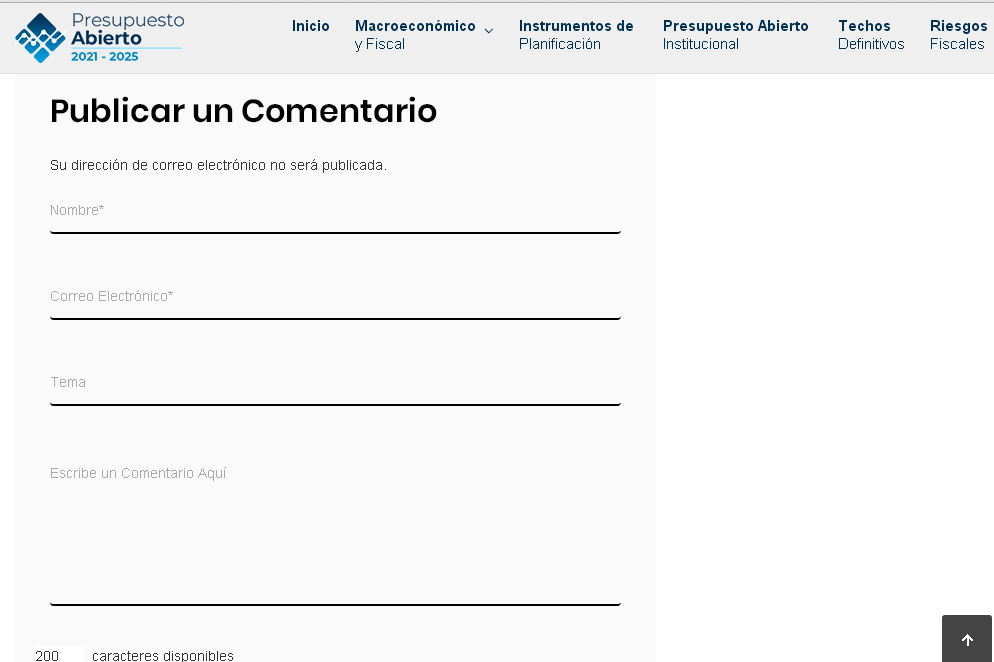 Presupuesto
Abierto
2021 - 2025
Inicio
Macroeconómico
y Fiscal
Instrumentos de
Planificación
Presupuesto Abierto
Institucional
Techos
Definitivos
Riesgos
Fiscales
Publicar un Comentario
Su dirección de correo electrónico no será publicada.
Nombre*
Correo Electrónico*
Tema
Escribe un Comentario Aquí
200 caracteres disponibles